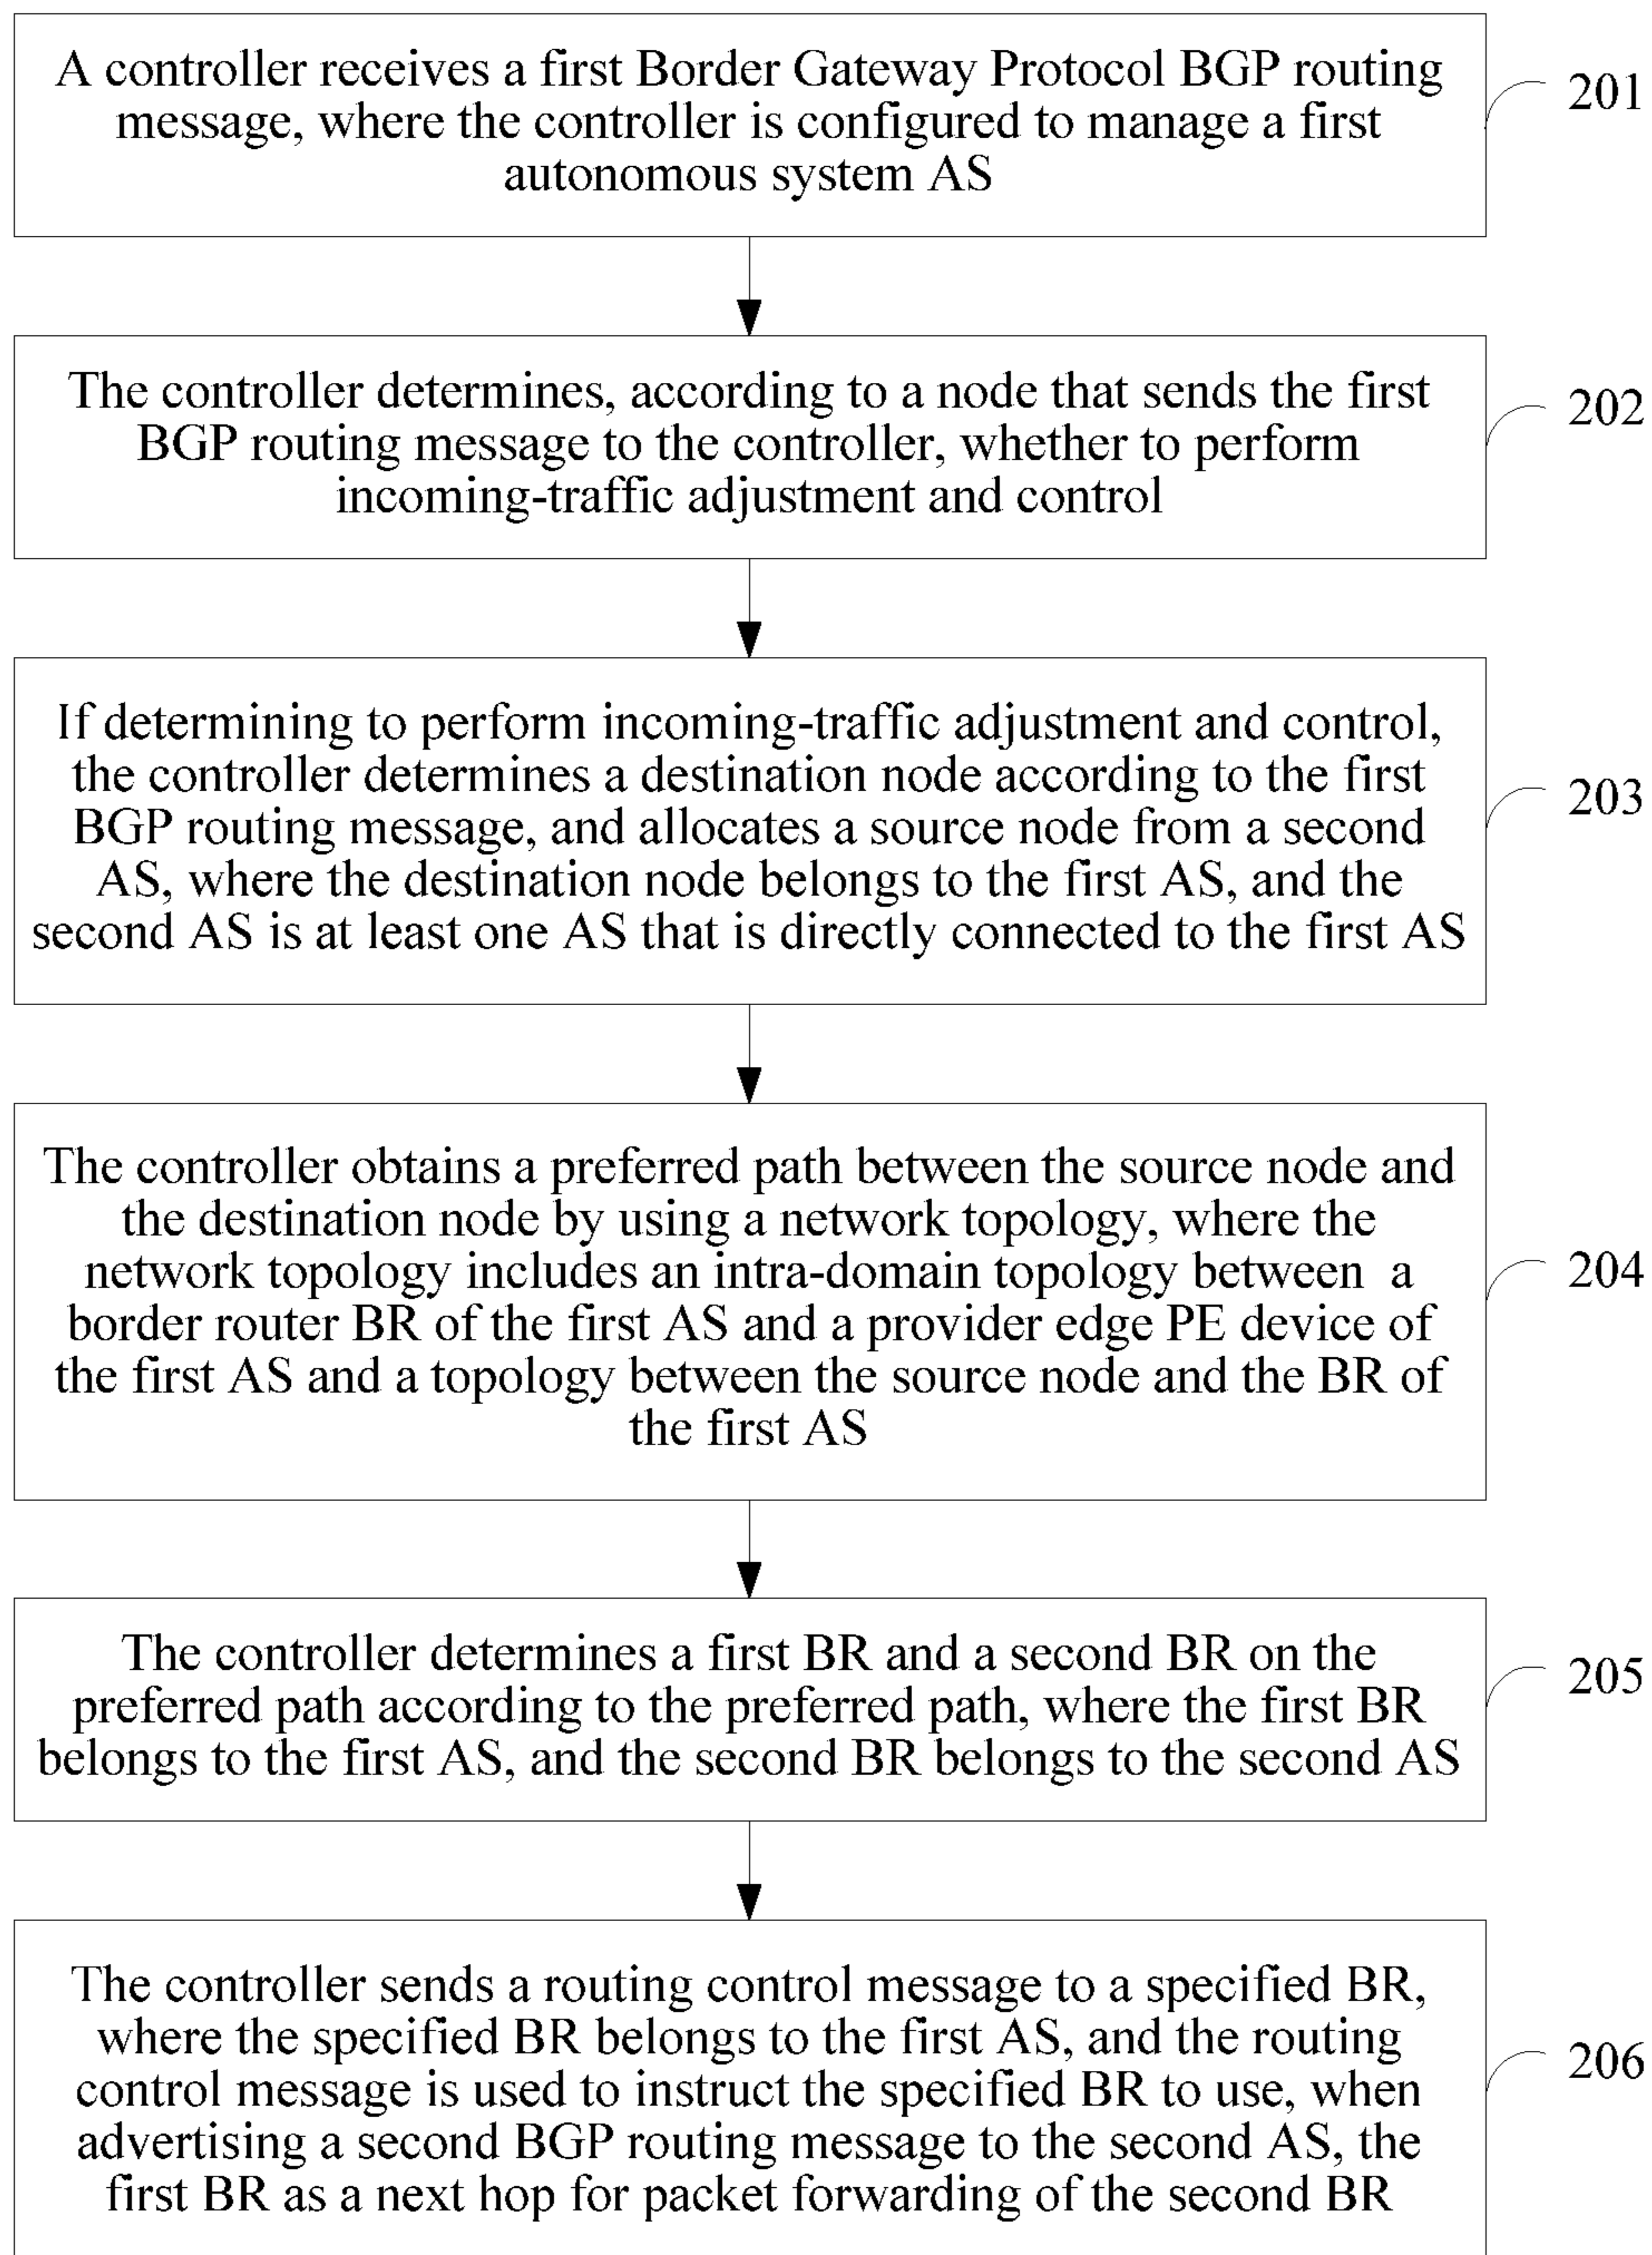 A controller receives a first Border Gateway Protocol BGP routing
message, where the controller is configured to manage a first
autonomous system AS
201
The controller determines, according to a node that sends the first
BGP routing message to the controller, whether to perform
incoming-traffic adjustment and control
202
If determining to perform incoming-traffic adjustment and control,
the controller determines a destination node according to the first
BGP routing message, and allocates a source node from a second
AS, where the destination node belongs to the first AS, and the
second AS is at least one AS that is directly connected to the first AS
203
The controller obtains a preferred path between the source node and
the destination node by using a network topology, where the
network topology includes an intra-domain topology between a
border router BR of the first AS and a provider edge PE device of
the first AS and a topology between the source node and the BR of
the first AS
204
The controller determines a first BR and a second BR on the
preferred path according to the preferred path, where the first BR
belongs to the first AS, and the second BR belongs to the second AS
205
The controller sends a routing control message to a specified BR,
where the specified BR belongs to the first AS, and the routing
control message is used to instruct the specified BR to use, when
advertising a second BGP routing message to the second AS, the
first BR as a next hop for packet forwarding of the second BR
206